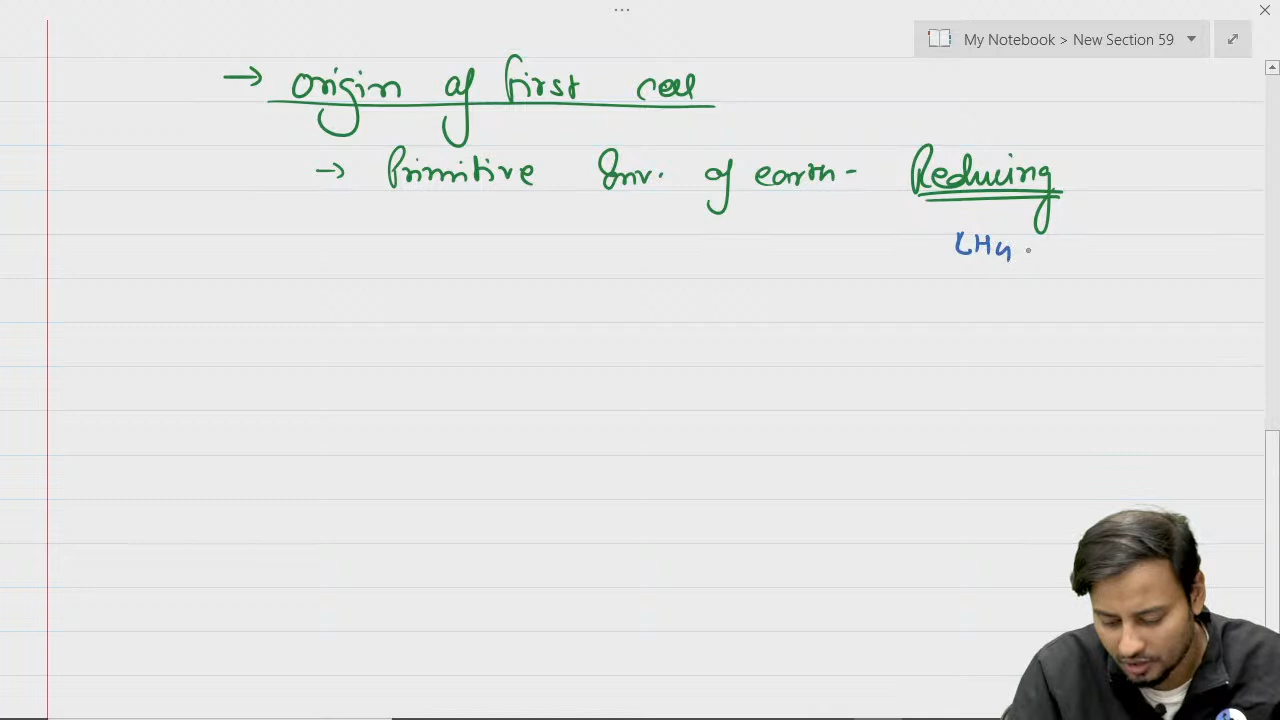 My Notebook > New Section 59
→ Origin of first cell
→ Primitive Env. of earth - Reducing
CH4